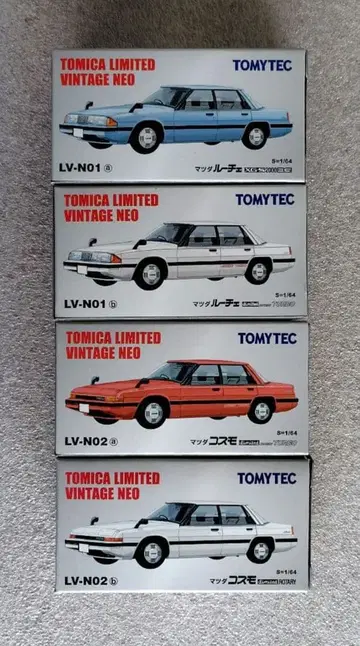 TOMICA LIMITED
VINTAGE NEO
TOMYTEC
S=1/64
LV-N01 a
マツダ ルーチェ
TOMICA LIMITED
VINTAGE NEO
TOMYTEC
S=1/64
LV-N01 b
マツダ ルーチェ TURBO
TOMICA LIMITED
VINTAGE NEO
TOMYTEC
S=1/64
LV-N02 a
マツダ コスモ TURBO
TOMICA LIMITED
VINTAGE NEO
TOMYTEC
S=1/64
LV-N02 b
マツダ コスモ ROTARY